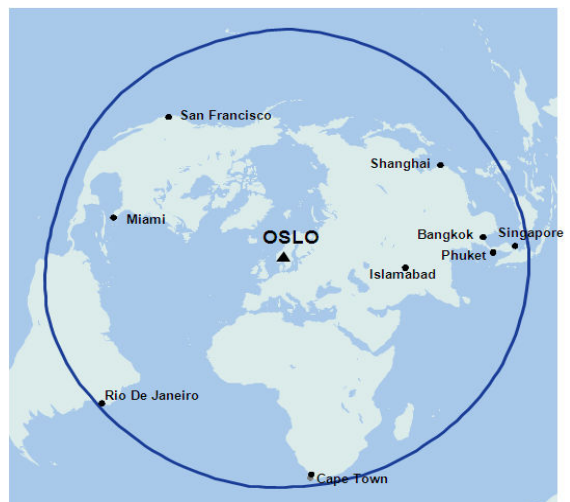 San Francisco
Shanghai
Miami
OSLO
Bangkok
Singapore
Phuket
Islamabad
Rio De Janeiro
Cape Town